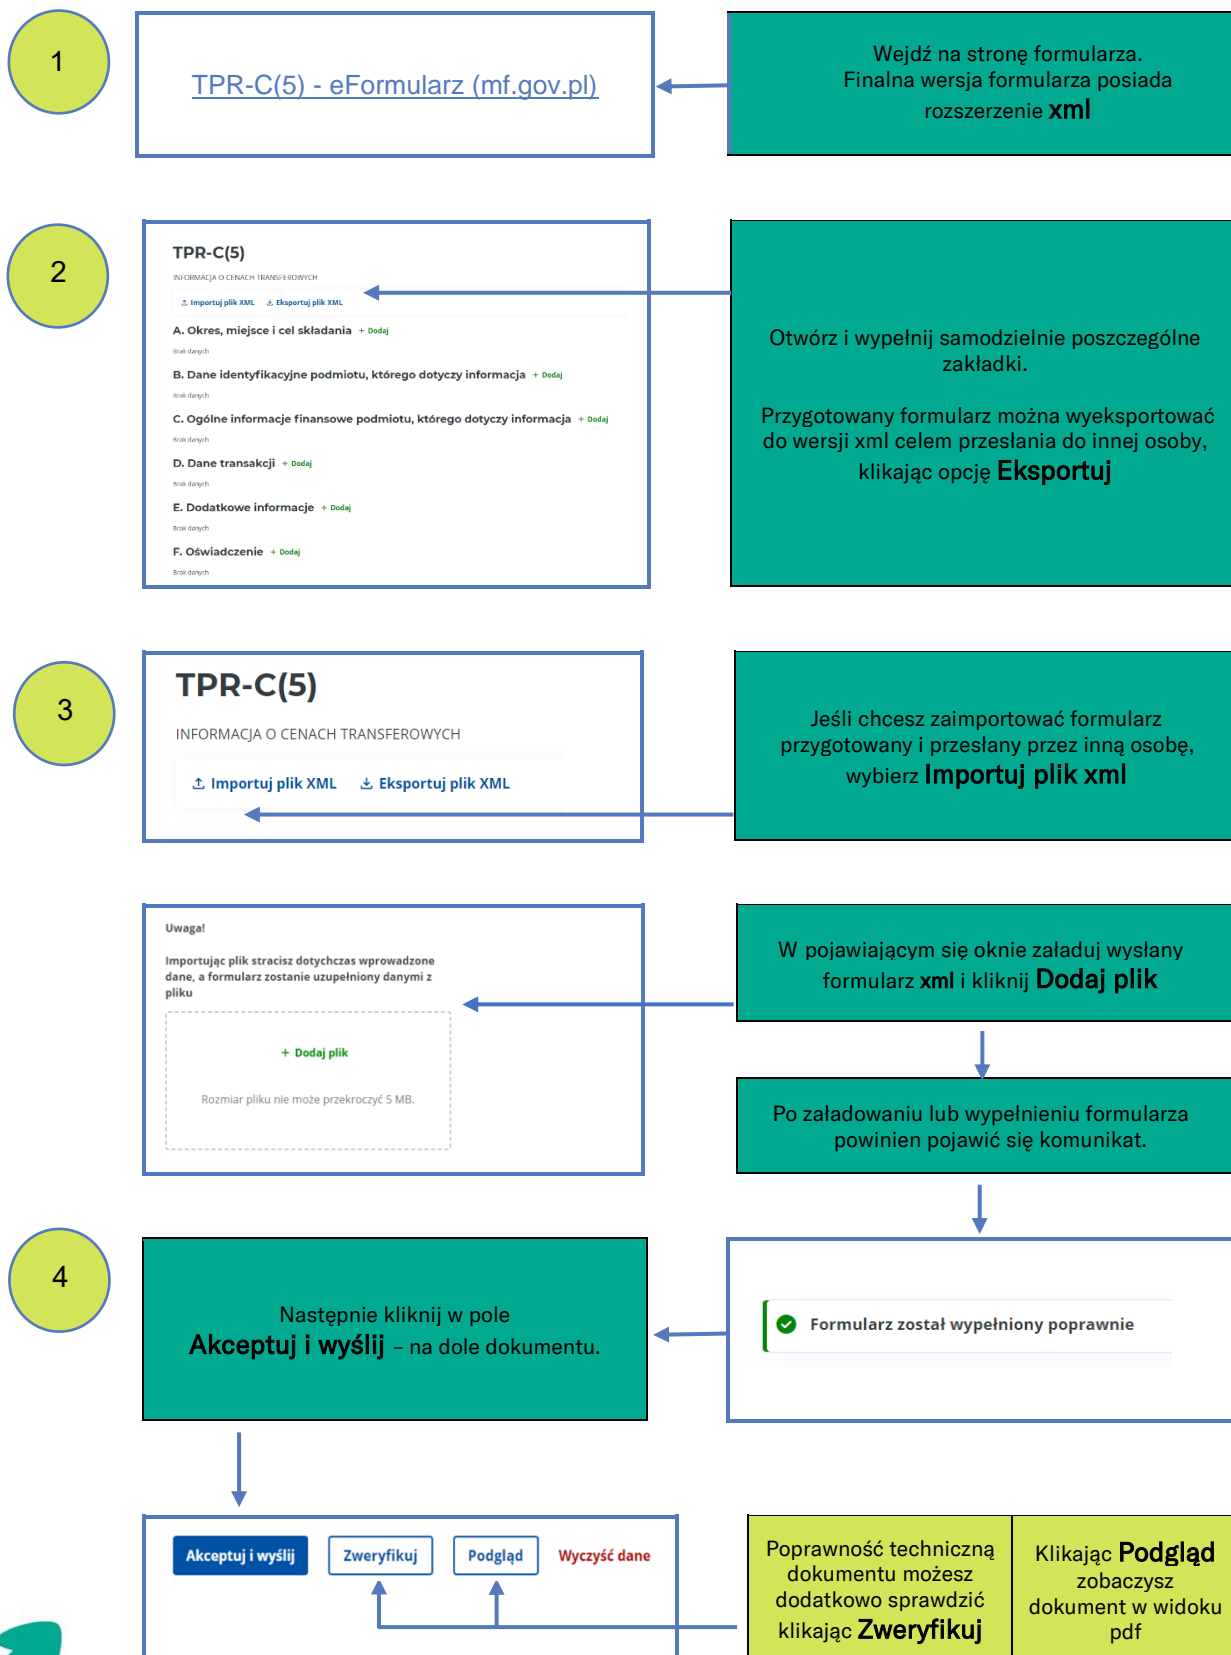 1
TPR-C(5) - eFormularz (mf.gov.pl)
Wejdź na stronę formularza.
Finalna wersja formularza posiada
rozszerzenie xml
2
TPR-C(5)
INFORMACJA O CENACH TRANSFEROWYCH
Importuj plik XML Eksportuj plik XML
A. Okres, miejsce i cel składania + Dodaj
Brak danych
B. Dane identyfikacyjne podmiotu, którego dotyczy informacja + Dodaj
Brak danych
C. Ogólne informacje finansowe podmiotu, którego dotyczy informacja + Dodaj
Brak danych
D. Dane transakcji + Dodaj
Brak danych
E. Dodatkowe informacje + Dodaj
Brak danych
F. Oświadczenie + Dodaj
Brak danych
Otwórz i wypełnij samodzielnie poszczególne
zakładki.
Przygotowany formularz można wyeksportować
do wersji xml celem przesłania do innej osoby,
klikając opcję Eksportuj
3
TPR-C(5)
INFORMACJA O CENACH TRANSFEROWYCH
Importuj plik XML Eksportuj plik XML
Jeśli chcesz zaimportować formularz
przygotowany i przesłany przez inną osobę,
wybierz Importuj plik xml
Uwaga!
Importując plik stracisz dotychczas wprowadzone
dane, a formularz zostanie uzupełniony danymi z
pliku
+ Dodaj plik
Rozmiar pliku nie może przekroczyć 5 MB.
W pojawiającym się oknie załaduj wysłany
formularz xml i kliknij Dodaj plik
Po załadowaniu lub wypełnieniu formularza
powinien pojawić się komunikat.
4
Następnie kliknij w pole
Akceptuj i wyślij – na dole dokumentu.
Formularz został wypełniony poprawnie
Akceptuj i wyślij Zweryfikuj Podgląd Wyczyść dane
Poprawność techniczną
dokumentu możesz
dodatkowo sprawdzić
klikając Zweryfikuj
Klikając Podgląd
zobaczysz
dokument w widoku
pdf